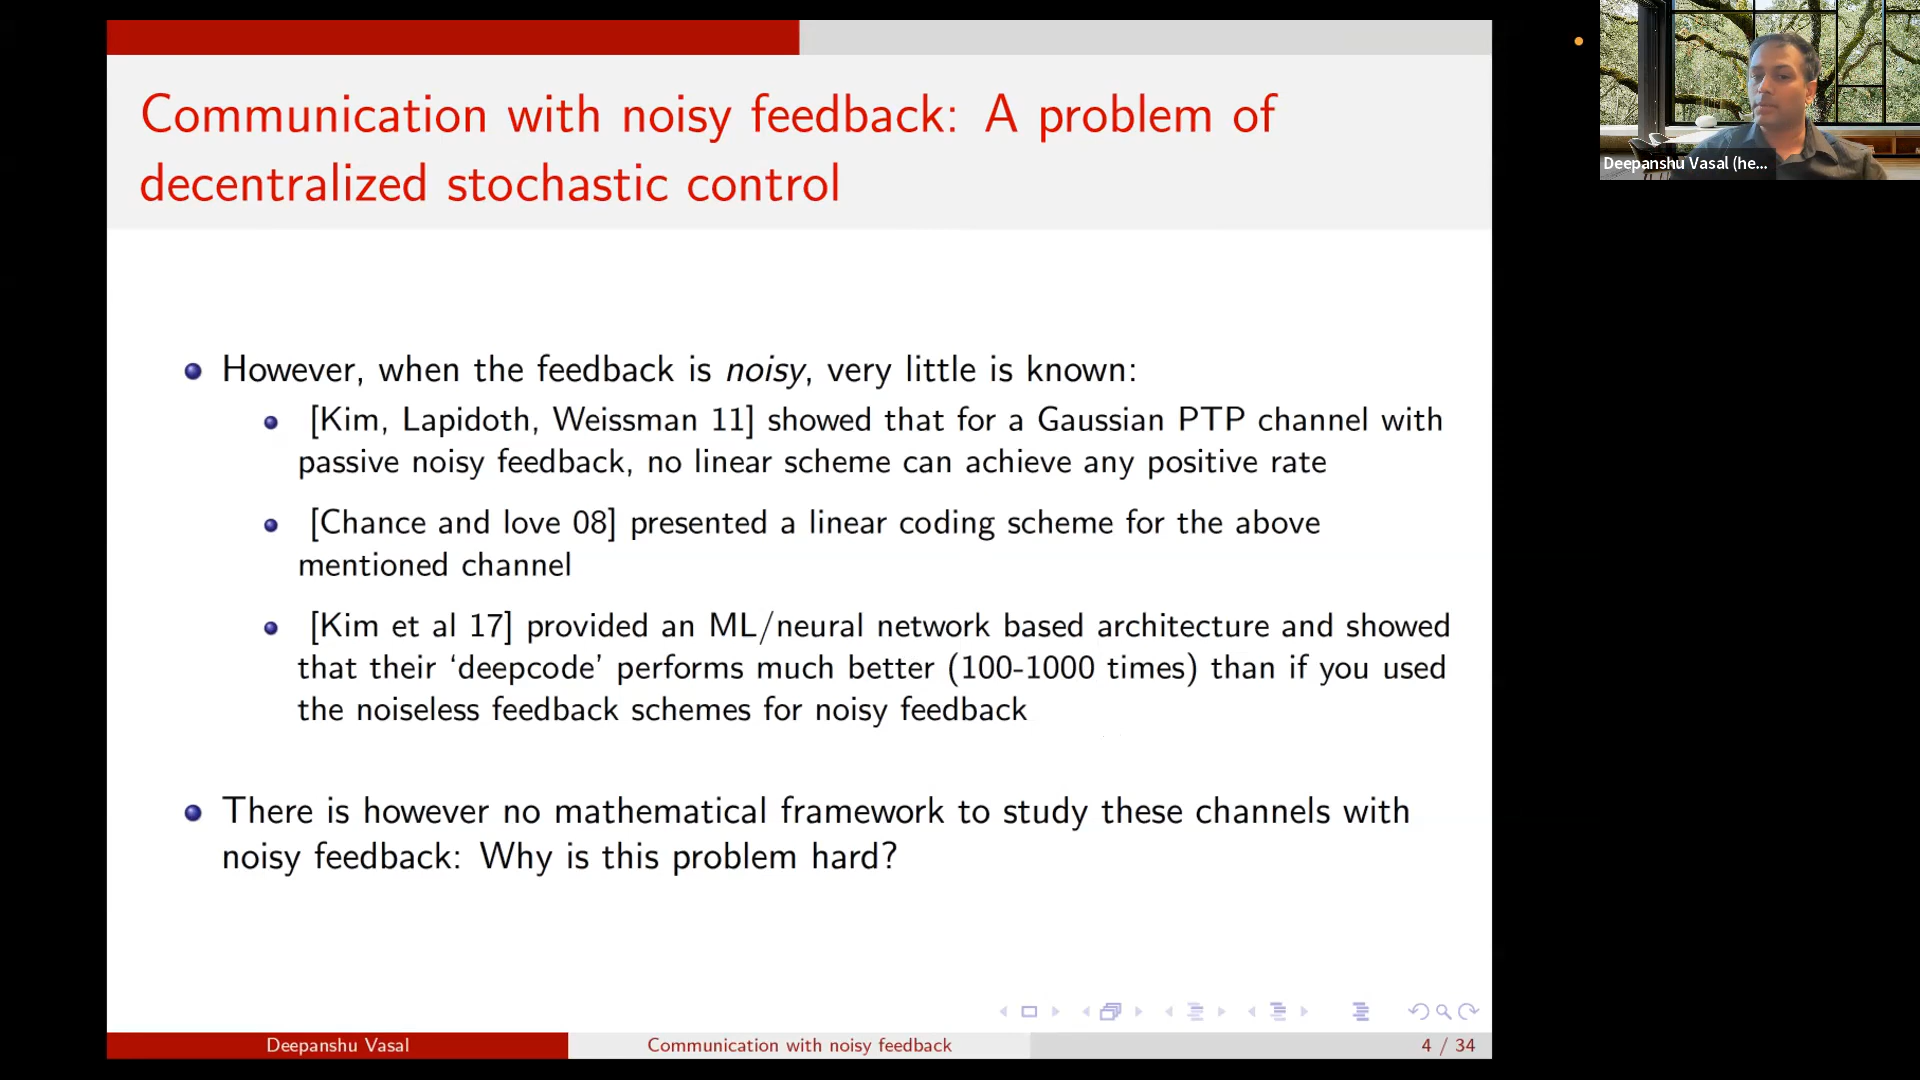 Communication with noisy feedback: A problem of
decentralized stochastic control
However, when the feedback is noisy, very little is known:
[Kim, Lapidoth, Weissman 11] showed that for a Gaussian PTP channel with
passive noisy feedback, no linear scheme can achieve any positive rate
[Chance and love 08] presented a linear coding scheme for the above
mentioned channel
[Kim et al 17] provided an ML/neural network based architecture and showed
that their ‘deepcode’ performs much better (100-1000 times) than if you used
the noiseless feedback schemes for noisy feedback
There is however no mathematical framework to study these channels with
noisy feedback: Why is this problem hard?
Deepanshu Vasal
Communication with noisy feedback
4 / 34
Deepanshu Vasal (he...